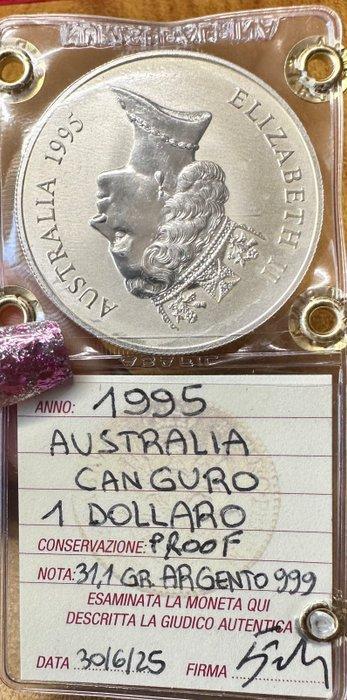 AUSTRALIA 1995
ELIZABETH II
ANNO: 1995
AUSTRALIA
CANGURO
1 DOLLARO
CONSERVAZIONE: PROOF
NOTA: 31,1 GR. ARGENTO 999
ESAMINATA LA MONETA QUI
DESCRITTA LA GIUDICO AUTENTICA
DATA 30/6/25 FIRMA